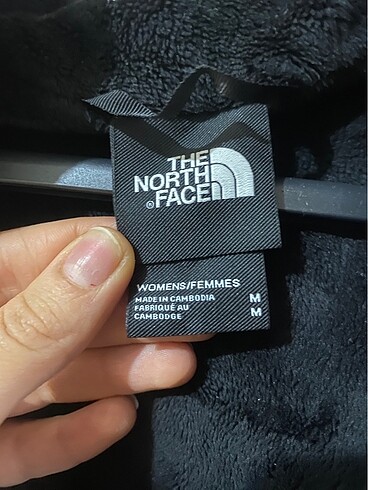 THE
NORTH
FACE
®
WOMENS/FEMMES
MADE IN CAMBODIA M
FABRIQUÉ AU
CAMBODGE M